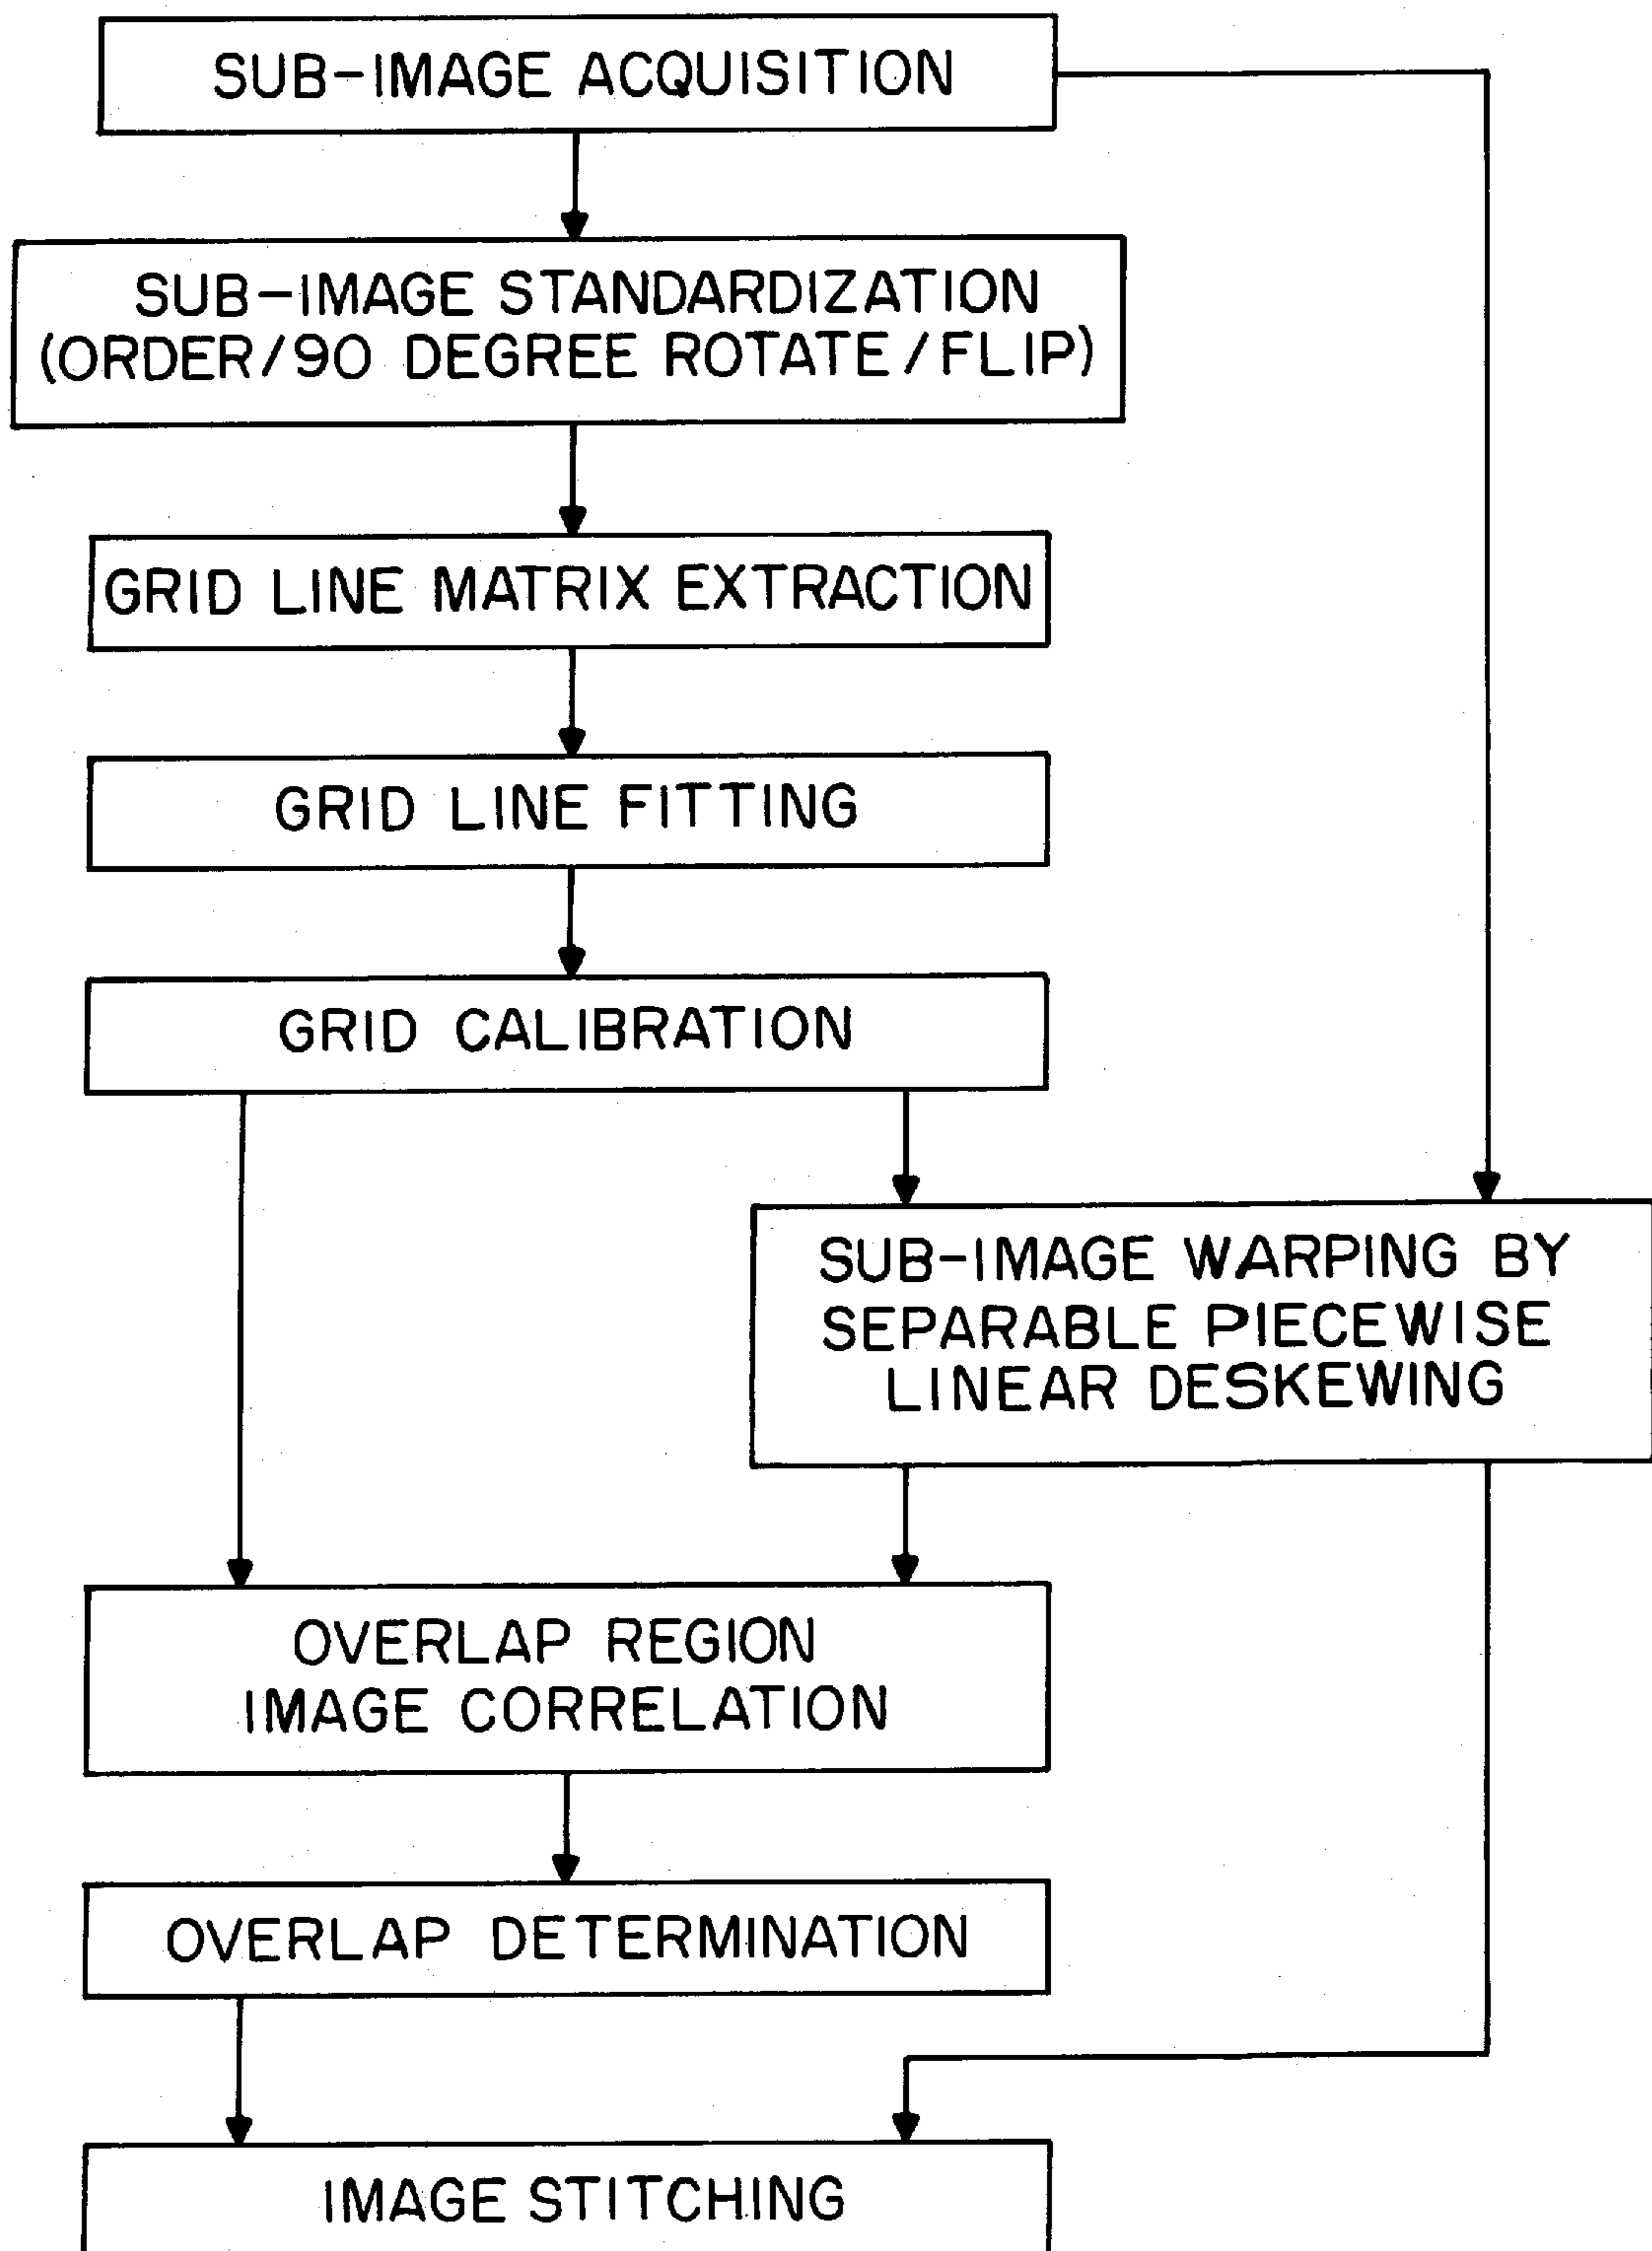 SUB-IMAGE ACQUISITION
SUB-IMAGE STANDARDIZATION
(ORDER/90 DEGREE ROTATE/FLIP)
GRID LINE MATRIX EXTRACTION
GRID LINE FITTING
GRID CALIBRATION
SUB-IMAGE WARPING BY
SEPARABLE PIECEWISE
LINEAR DESKEWING
OVERLAP REGION
IMAGE CORRELATION
OVERLAP DETERMINATION
IMAGE STITCHING